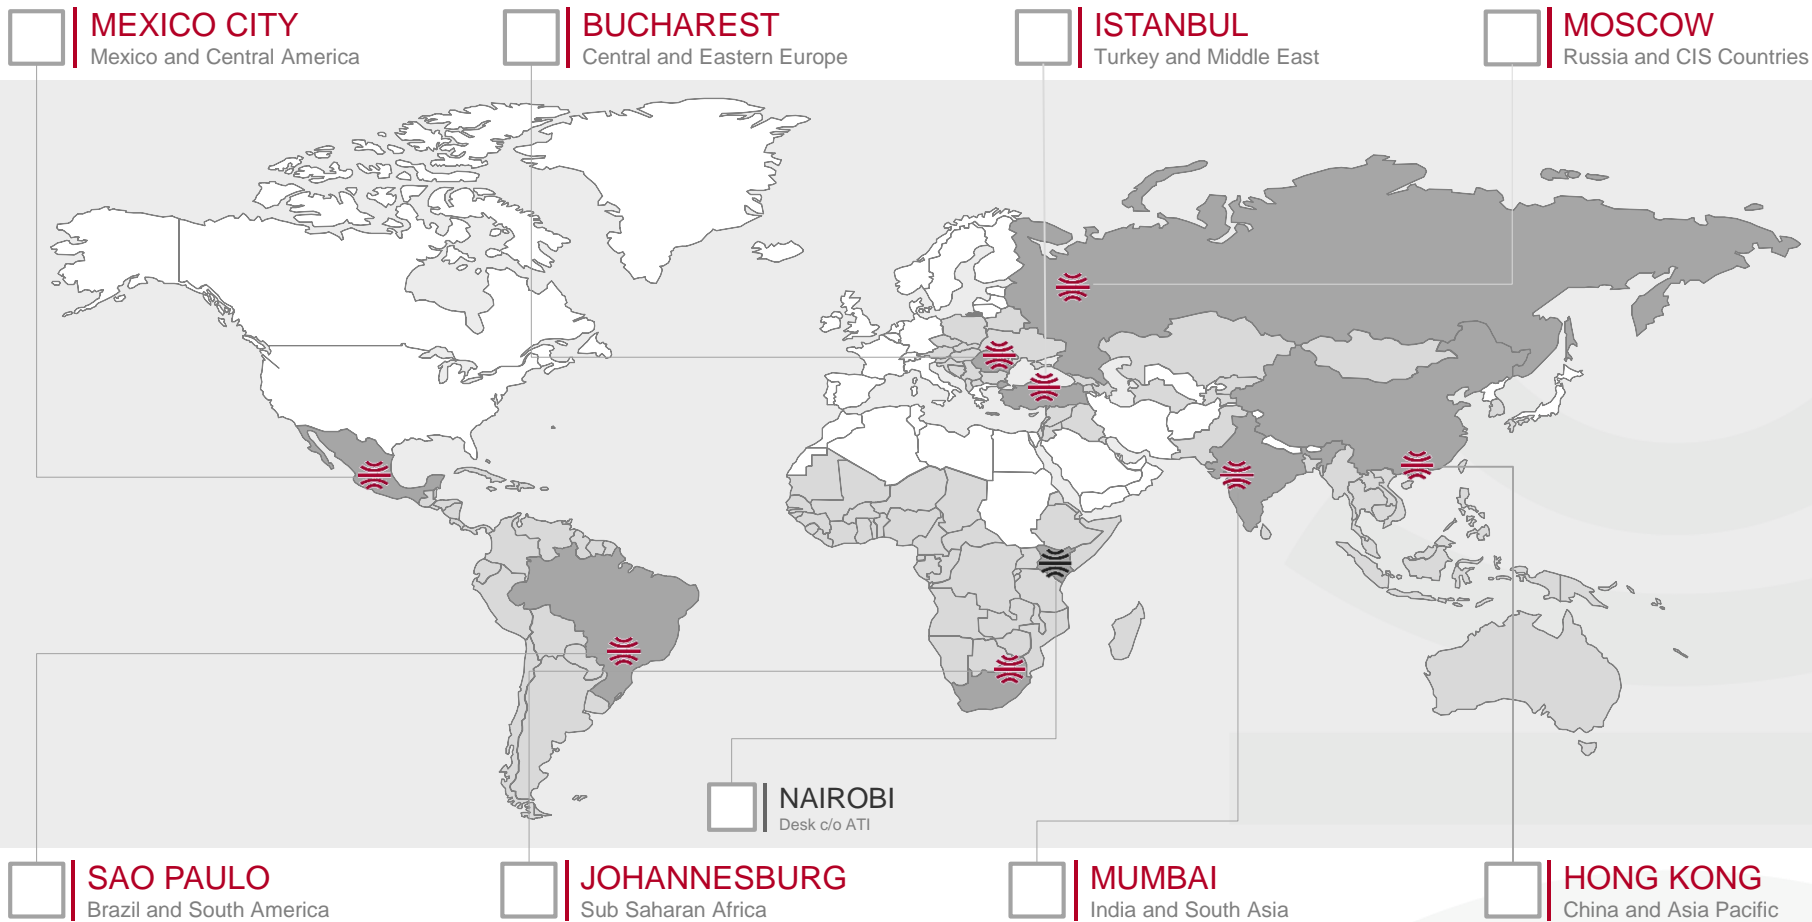 MEXICO CITY
Mexico and Central America
BUCHAREST
Central and Eastern Europe
ISTANBUL
Turkey and Middle East
MOSCOW
Russia and CIS Countries
NAIROBI
Desk c/o ATI
SAO PAULO
Brazil and South America
JOHANNESBURG
Sub Saharan Africa
MUMBAI
India and South Asia
HONG KONG
China and Asia Pacific